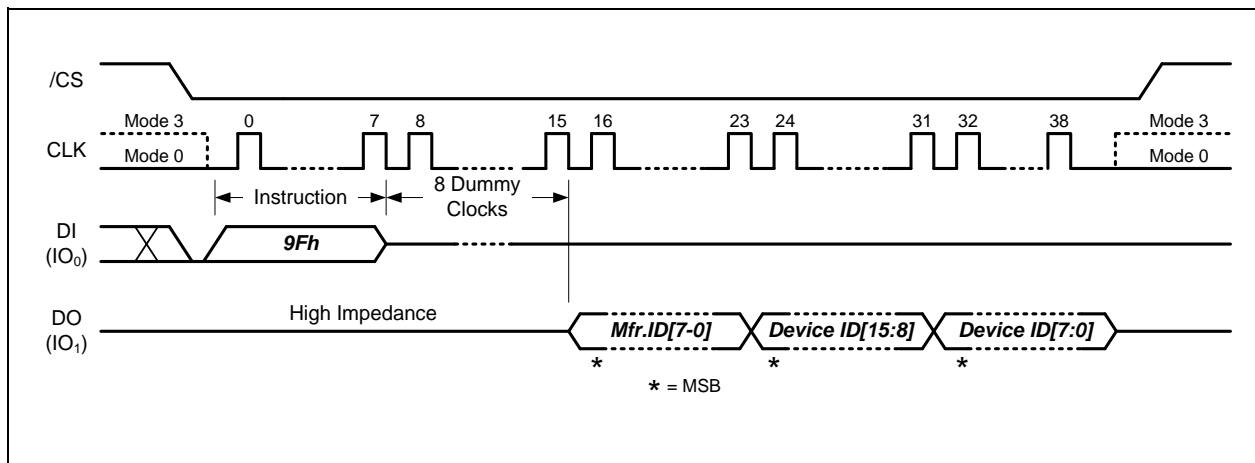 /CS
Mode 3 0 7 8 15 16 23 24 31 32 38 Mode 3
CLK
Mode 0 Mode 0
Instruction 8 Dummy
Clocks
DI
(IO₀)
9Fh
High Impedance
DO
(IO₁)
Mfr.ID[7-0] Device ID[15:8] Device ID[7:0]
* * *
* = MSB